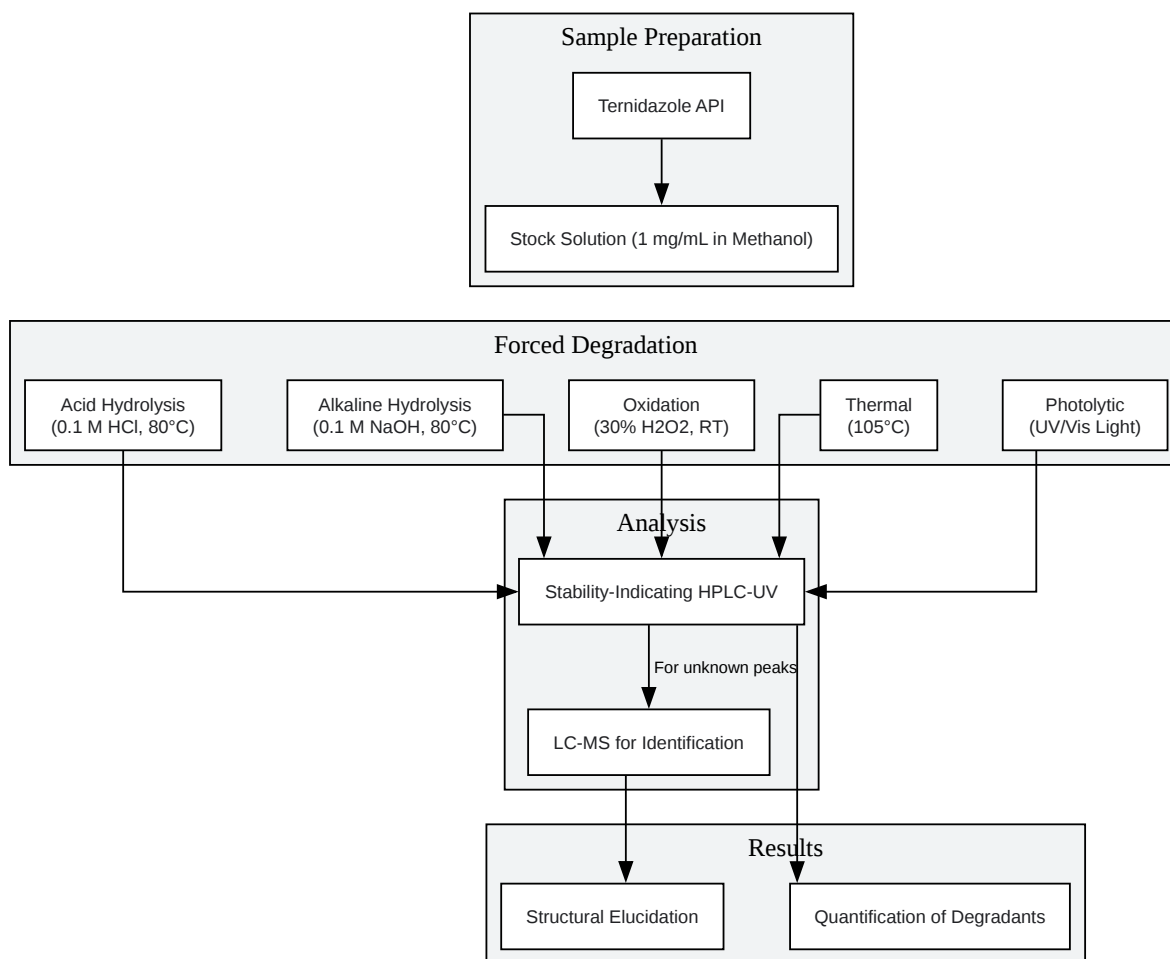 Sample Preparation
Ternidazole API
Stock Solution (1 mg/mL in Methanol)
Forced Degradation
Acid Hydrolysis
(0.1 M HCl, 80°C)
Alkaline Hydrolysis
(0.1 M NaOH, 80°C)
Oxidation
(30% H2O2, RT)
Thermal
(105°C)
Photolytic
(UV/Vis Light)
Analysis
Stability-Indicating HPLC-UV
For unknown peaks
LC-MS for Identification
Results
Structural Elucidation
Quantification of Degradants